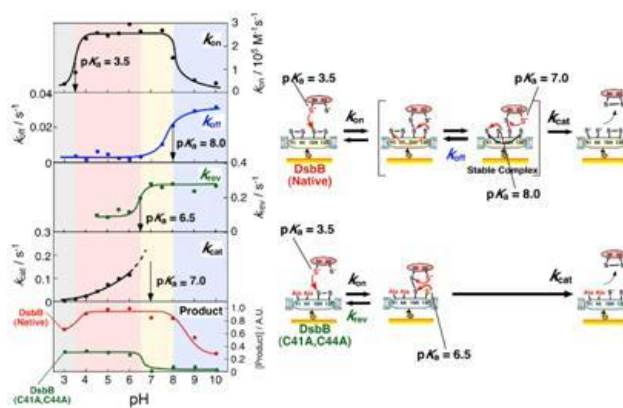 k_on
pK_a = 3.5
k_on / 10^5 M^-1 s^-1
3
2
1
0
0.04
0.02
0
k_off / s^-1
k_off
pK_a = 8.0
0.4
0.2
0
k_rev / s^-1
k_rev
pK_a = 6.5
0.3
0.2
0.1
0
k_cat / s^-1
k_cat
pK_a = 7.0
Product
DsbB
(Native)
DsbB
(C41A,C44A)
1.0
0.8
0.6
0.4
0.2
0
[Product] / A.U.
3 4 5 6 7 8 9 10
pH
pK_a = 3.5
pK_a = 7.0
k_on
k_off
k_cat
DsbB
(Native)
Stable Complex
pK_a = 8.0
pK_a = 3.5
k_on
k_rev
k_cat
Ala Ala
DsbB
(C41A,C44A)
pK_a = 6.5